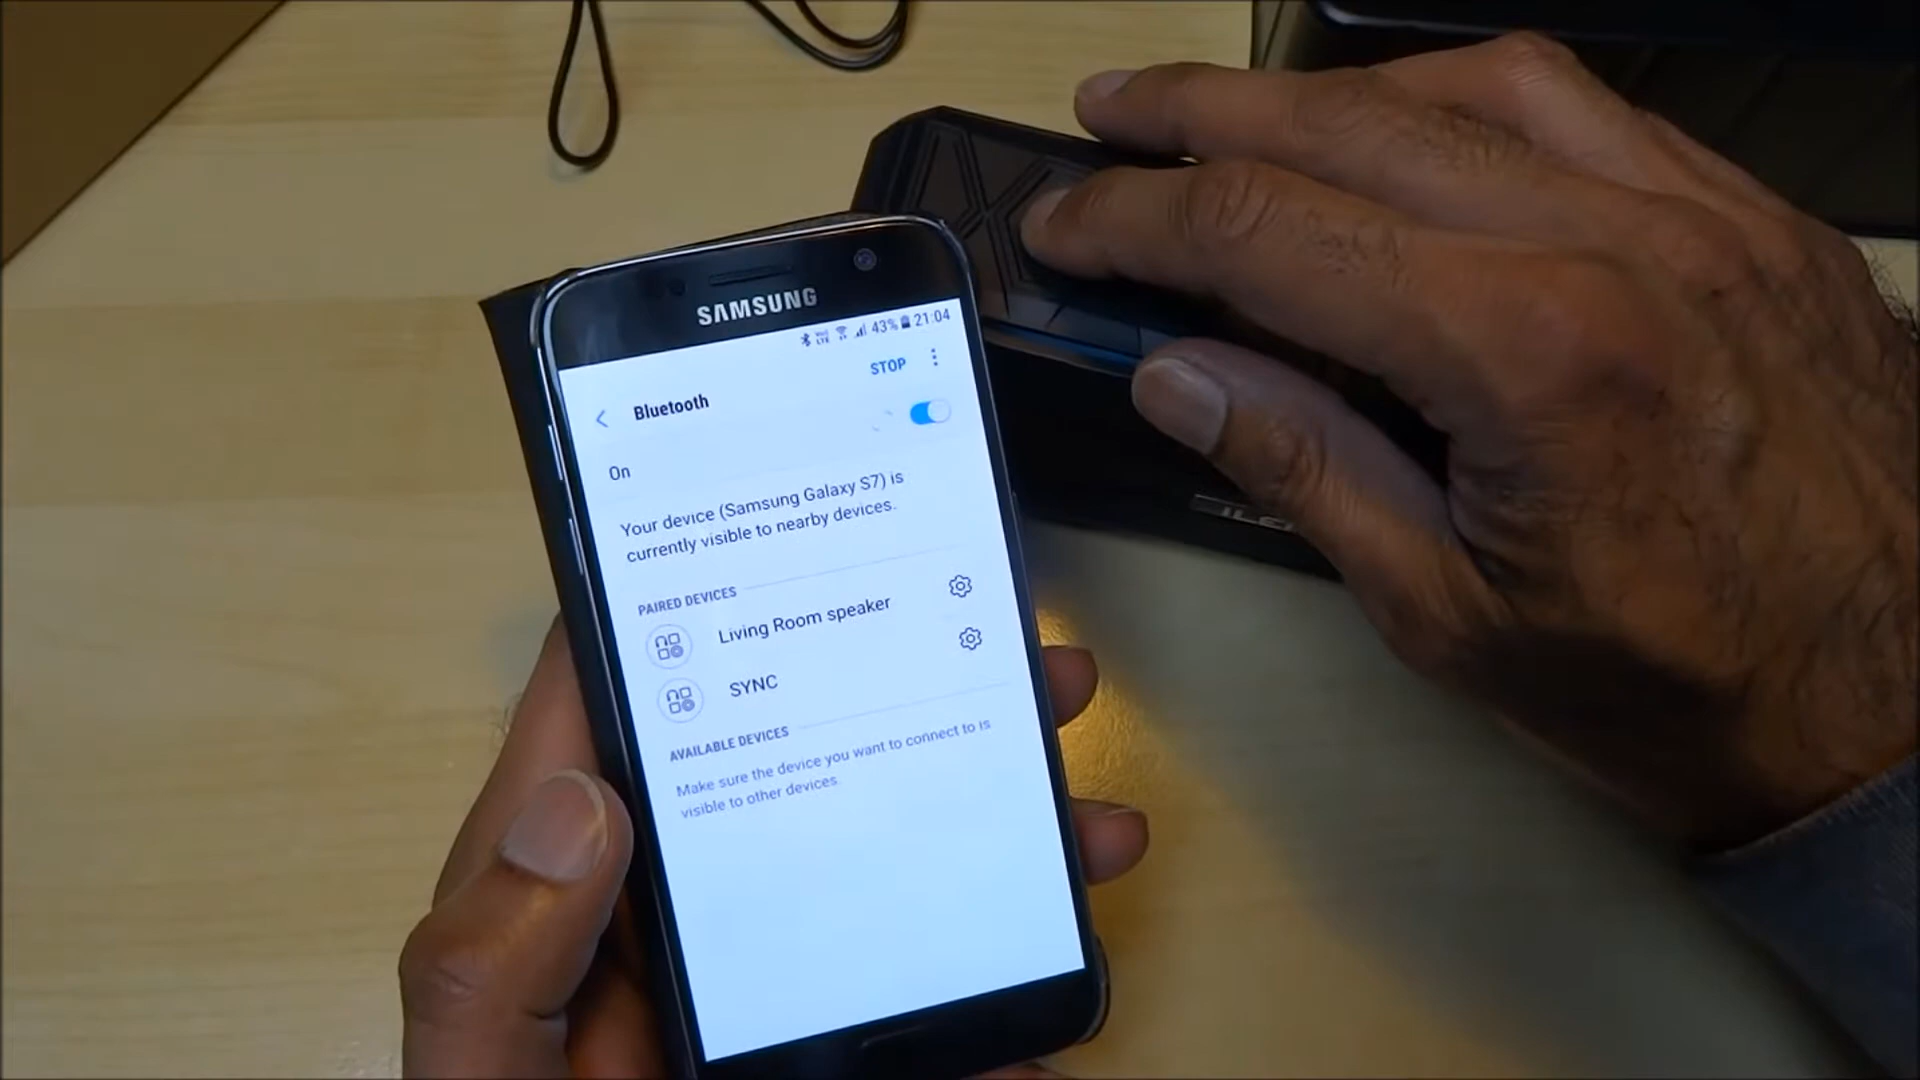 SAMSUNG
43% 21:04
STOP
Bluetooth
On
Your device (Samsung Galaxy S7) is
currently visible to nearby devices.
PAIRED DEVICES
Living Room speaker
SYNC
AVAILABLE DEVICES
Make sure the device you want to connect to is
visible to other devices.